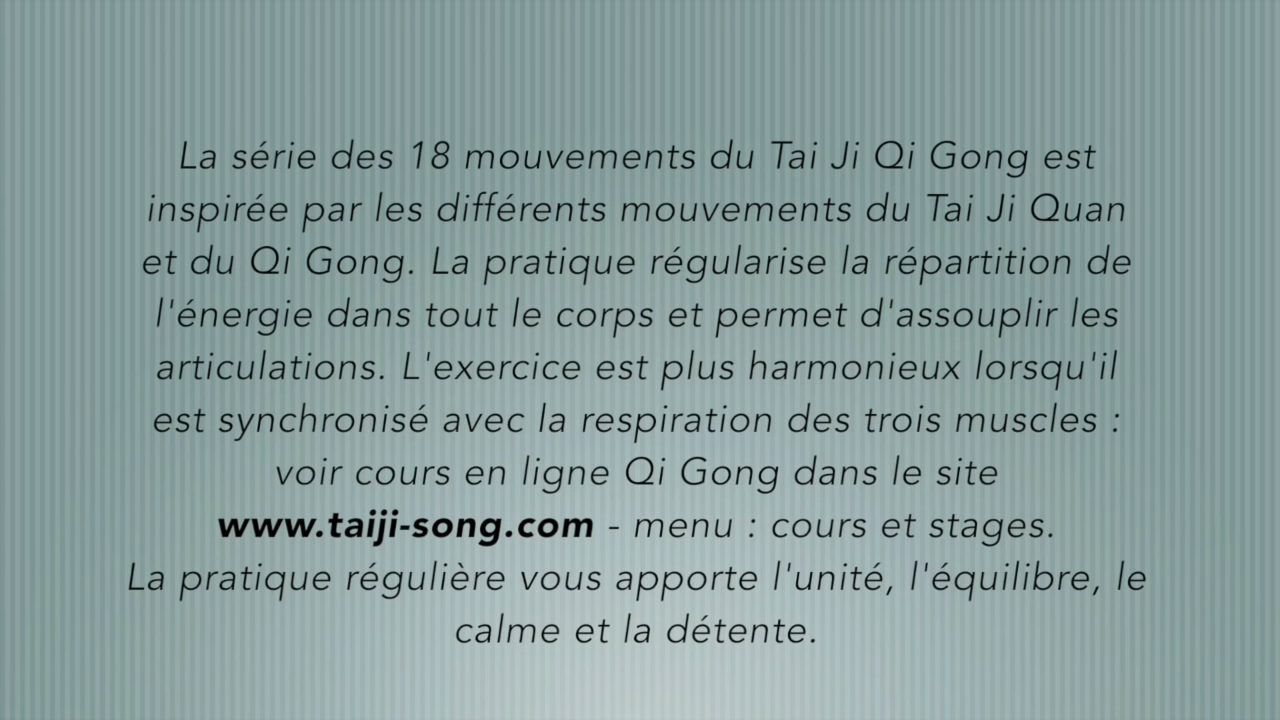 La série des 18 mouvements du Tai Ji Qi Gong est
inspirée par les différents mouvements du Tai Ji Quan
et du Qi Gong. La pratique régularise la répartition de
l'énergie dans tout le corps et permet d'assouplir les
articulations. L'exercice est plus harmonieux lorsqu'il
est synchronisé avec la respiration des trois muscles :
voir cours en ligne Qi Gong dans le site
www.taiji-song.com - menu : cours et stages.
La pratique régulière vous apporte l'unité, l'équilibre, le
calme et la détente.